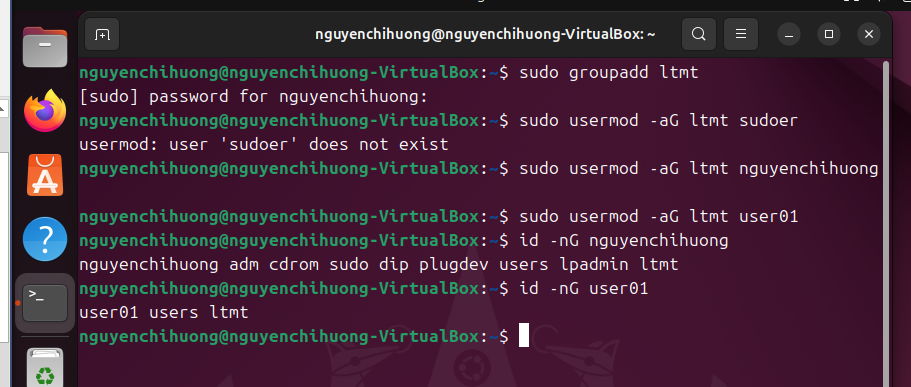 nguyenchihuong@nguyenchihuong-VirtualBox: ~
nguyenchihuong@nguyenchihuong-VirtualBox:~$ sudo groupadd ltmt
[sudo] password for nguyenchihuong:
nguyenchihuong@nguyenchihuong-VirtualBox:~$ sudo usermod -aG ltmt sudoer
usermod: user 'sudoer' does not exist
nguyenchihuong@nguyenchihuong-VirtualBox:~$ sudo usermod -aG ltmt nguyenchihuong
nguyenchihuong@nguyenchihuong-VirtualBox:~$ sudo usermod -aG ltmt user01
nguyenchihuong@nguyenchihuong-VirtualBox:~$ id -nG nguyenchihuong
nguyenchihuong adm cdrom sudo dip plugdev users lpadmin ltmt
nguyenchihuong@nguyenchihuong-VirtualBox:~$ id -nG user01
user01 users ltmt
nguyenchihuong@nguyenchihuong-VirtualBox:~$